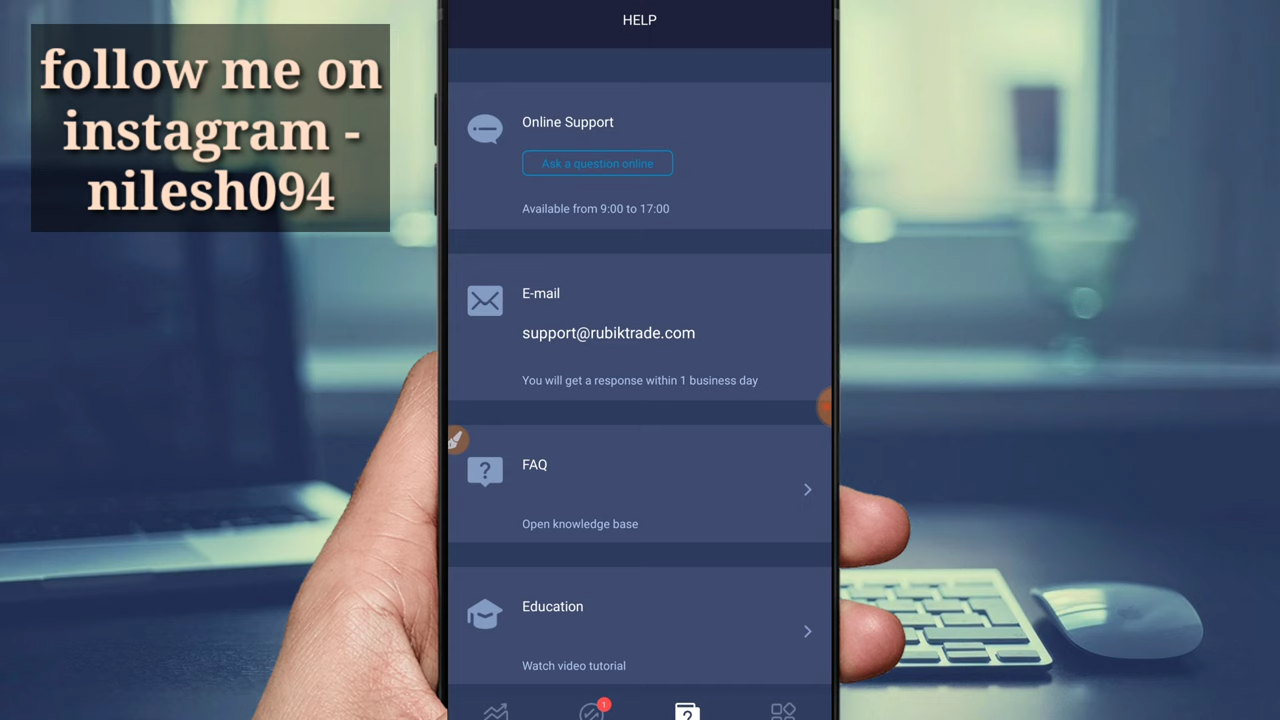 follow me on
instagram -
nilesh094
HELP
Online Support
Ask a question online
Available from 9:00 to 17:00
E-mail
support@rubiktrade.com
You will get a response within 1 business day
FAQ
?
Open knowledge base
Education
Watch video tutorial
1
?